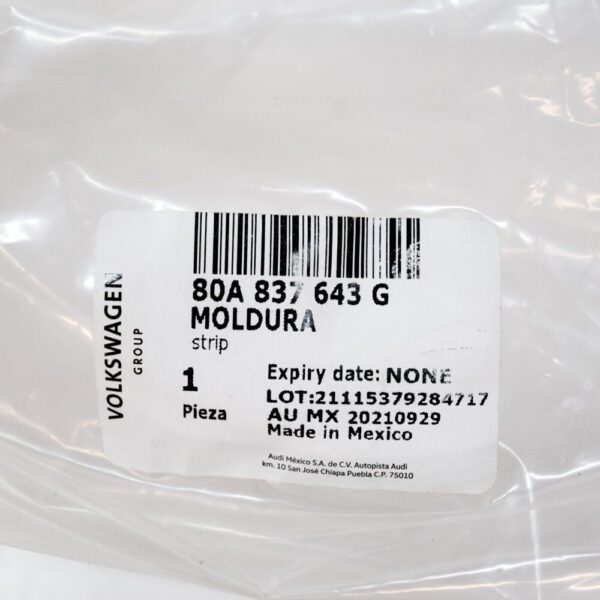 VOLKSWAGEN
GROUP
80A 837 643 G
MOLDURA
strip
1
Pieza
Expiry date: NONE
LOT:21115379284717
AU MX 20210929
Made in Mexico
Audi México S.A. de C.V. Autopista Audi
km. 10 San José Chiapa Puebla C.P. 75010